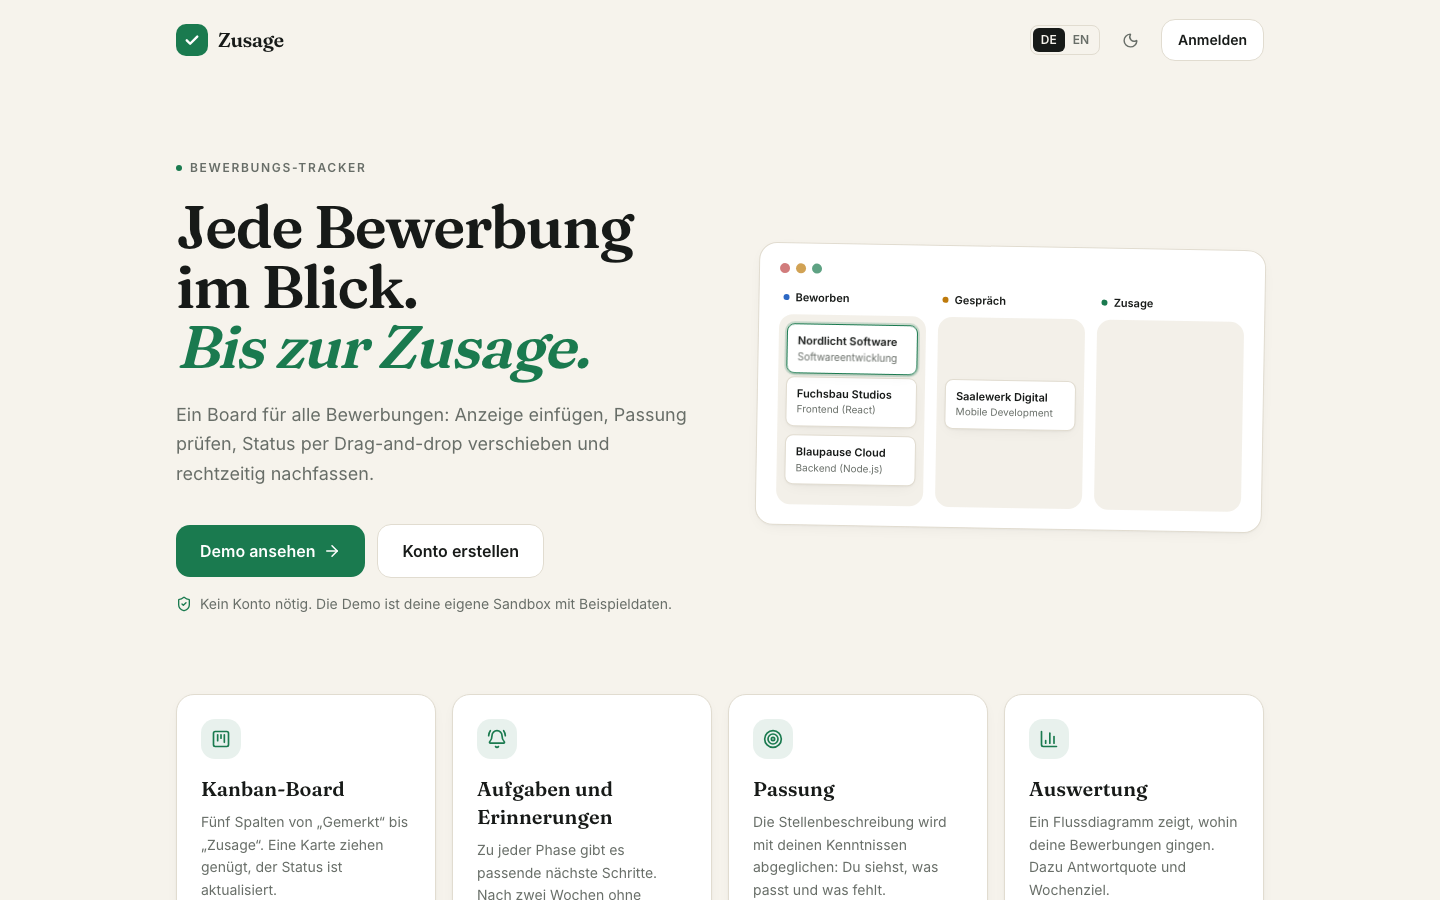 Zusage
DE EN
Anmelden
BEWERBUNGS-TRACKER
Jede Bewerbung
im Blick.
Bis zur Zusage.
Ein Board für alle Bewerbungen: Anzeige einfügen, Passung
prüfen, Status per Drag-and-drop verschieben und
rechtzeitig nachfassen.
Demo ansehen →
Konto erstellen
Kein Konto nötig. Die Demo ist deine eigene Sandbox mit Beispieldaten.
Beworben
Nordlicht Software
Softwareentwicklung
Fuchsbau Studios
Frontend (React)
Blaupause Cloud
Backend (Node.js)
Gespräch
Saalewerk Digital
Mobile Development
Zusage
Kanban-Board
Fünf Spalten von „Gemerkt“ bis
„Zusage“. Eine Karte ziehen
genügt, der Status ist
aktualisiert.
Aufgaben und
Erinnerungen
Zu jeder Phase gibt es
passende nächste Schritte.
Nach zwei Wochen ohne
Passung
Die Stellenbeschreibung wird
mit deinen Kenntnissen
abgeglichen: Du siehst, was
passt und was fehlt.
Auswertung
Ein Flussdiagramm zeigt, wohin
deine Bewerbungen gingen.
Dazu Antwortquote und
Wochenziel.